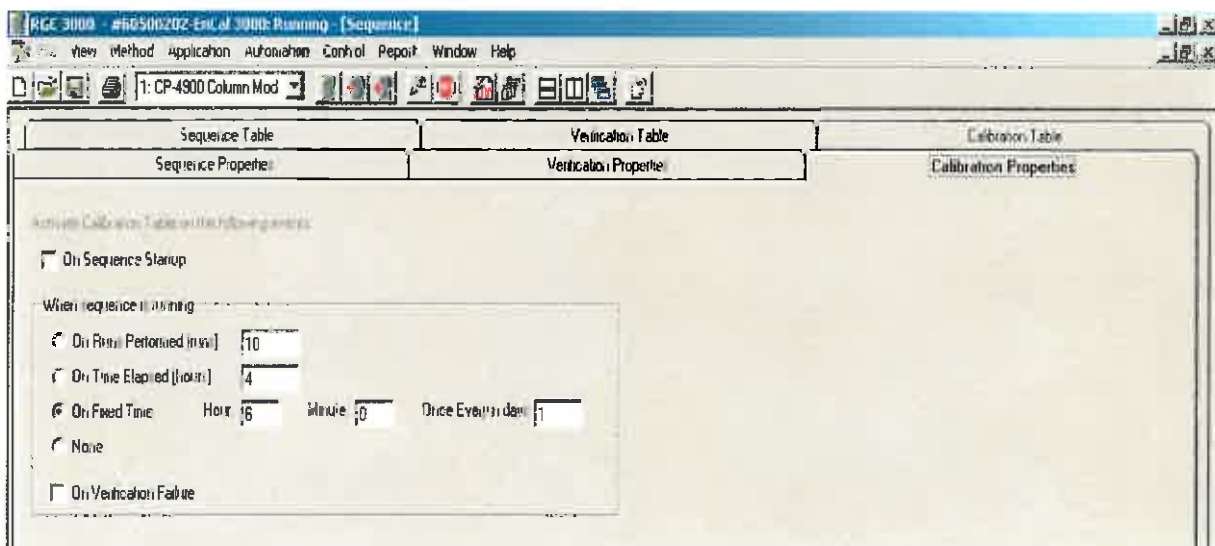 RGE 3000 - #60500202-EnCal 3000: Running - [Sequence]
View Method Application Automation Control Report Window Help
1: CP-4900 Column Mod
Sequence Table Verification Table Calibration Table
Sequence Properties Verification Properties Calibration Properties
Activate Calibration Table on the following events:
On Sequence Startup
When sequence is running
On Runs Performed [runs] 10
On Time Elapsed [hours] 4
On Fixed Time Hour 6 Minute 0 Once Every n days 1
None
On Verification Failure